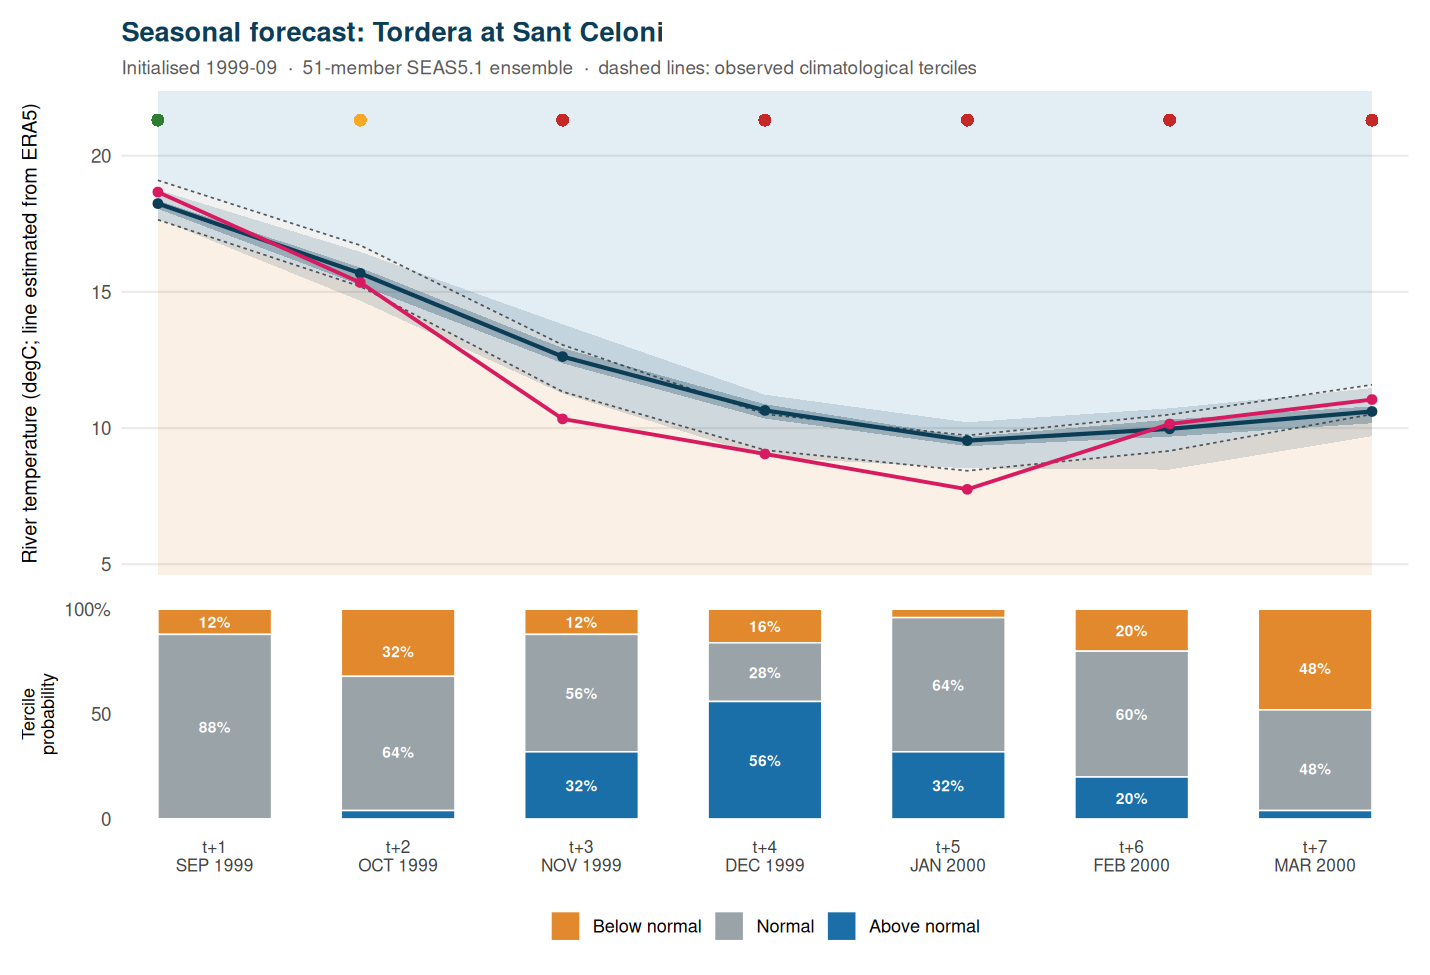 Seasonal forecast: Tordera at Sant Celoni
Initialised 1999-09 · 51-member SEAS5.1 ensemble · dashed lines: observed climatological terciles
River temperature (degC; line estimated from ERA5)
20
15
10
5
Tercile
probability
100%
50
0
12%
88%
32%
64%
12%
56%
32%
16%
28%
56%
64%
32%
20%
60%
20%
48%
48%
t+1
SEP 1999
t+2
OCT 1999
t+3
NOV 1999
t+4
DEC 1999
t+5
JAN 2000
t+6
FEB 2000
t+7
MAR 2000
Below normal
Normal
Above normal